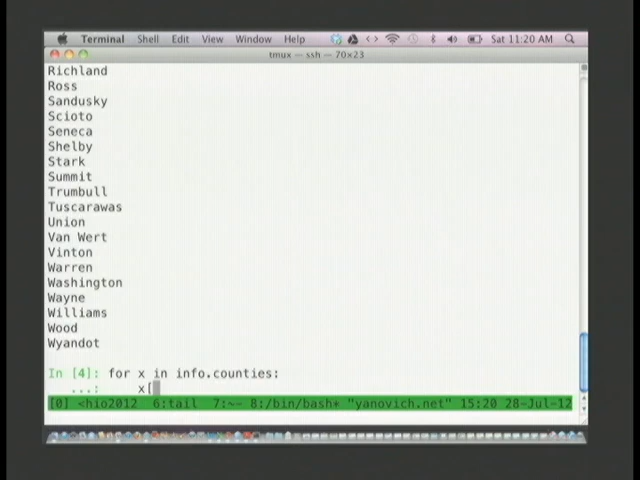 Terminal Shell Edit View Window Help Sat 11:20 AM
tmux — ssh — 70×23
Richland
Ross
Sandusky
Scioto
Seneca
Shelby
Stark
Summit
Trumbull
Tuscarawas
Union
Van Wert
Vinton
Warren
Washington
Wayne
Williams
Wood
Wyandot
In [4]: for x in info.counties:
...: x[
[0] <hio2012 6:tail 7:~- 8:/bin/bash* "yanovich.net" 15:20 28-Jul-12